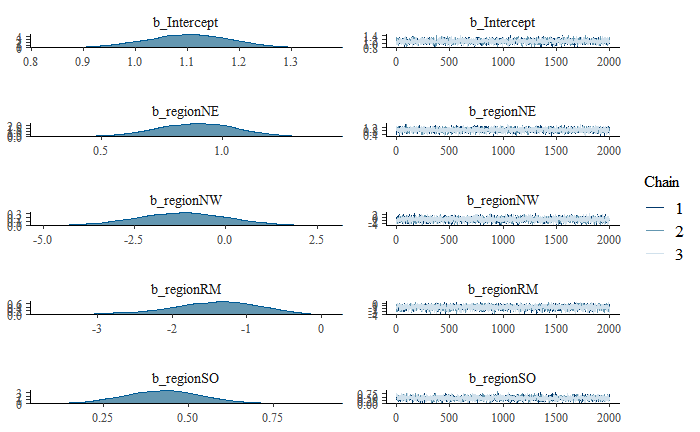 b_Intercept
0.8 0.9 1.0 1.1 1.2 1.3
b_Intercept
0 500 1000 1500 2000
b_regionNE
0.5 1.0
b_regionNE
0 500 1000 1500 2000
b_regionNW
-5.0 -2.5 0.0 2.5
b_regionNW
0 500 1000 1500 2000
b_regionRM
-3 -2 -1 0
b_regionRM
0 500 1000 1500 2000
b_regionSO
0.25 0.50 0.75
b_regionSO
0 500 1000 1500 2000
Chain
1
2
3